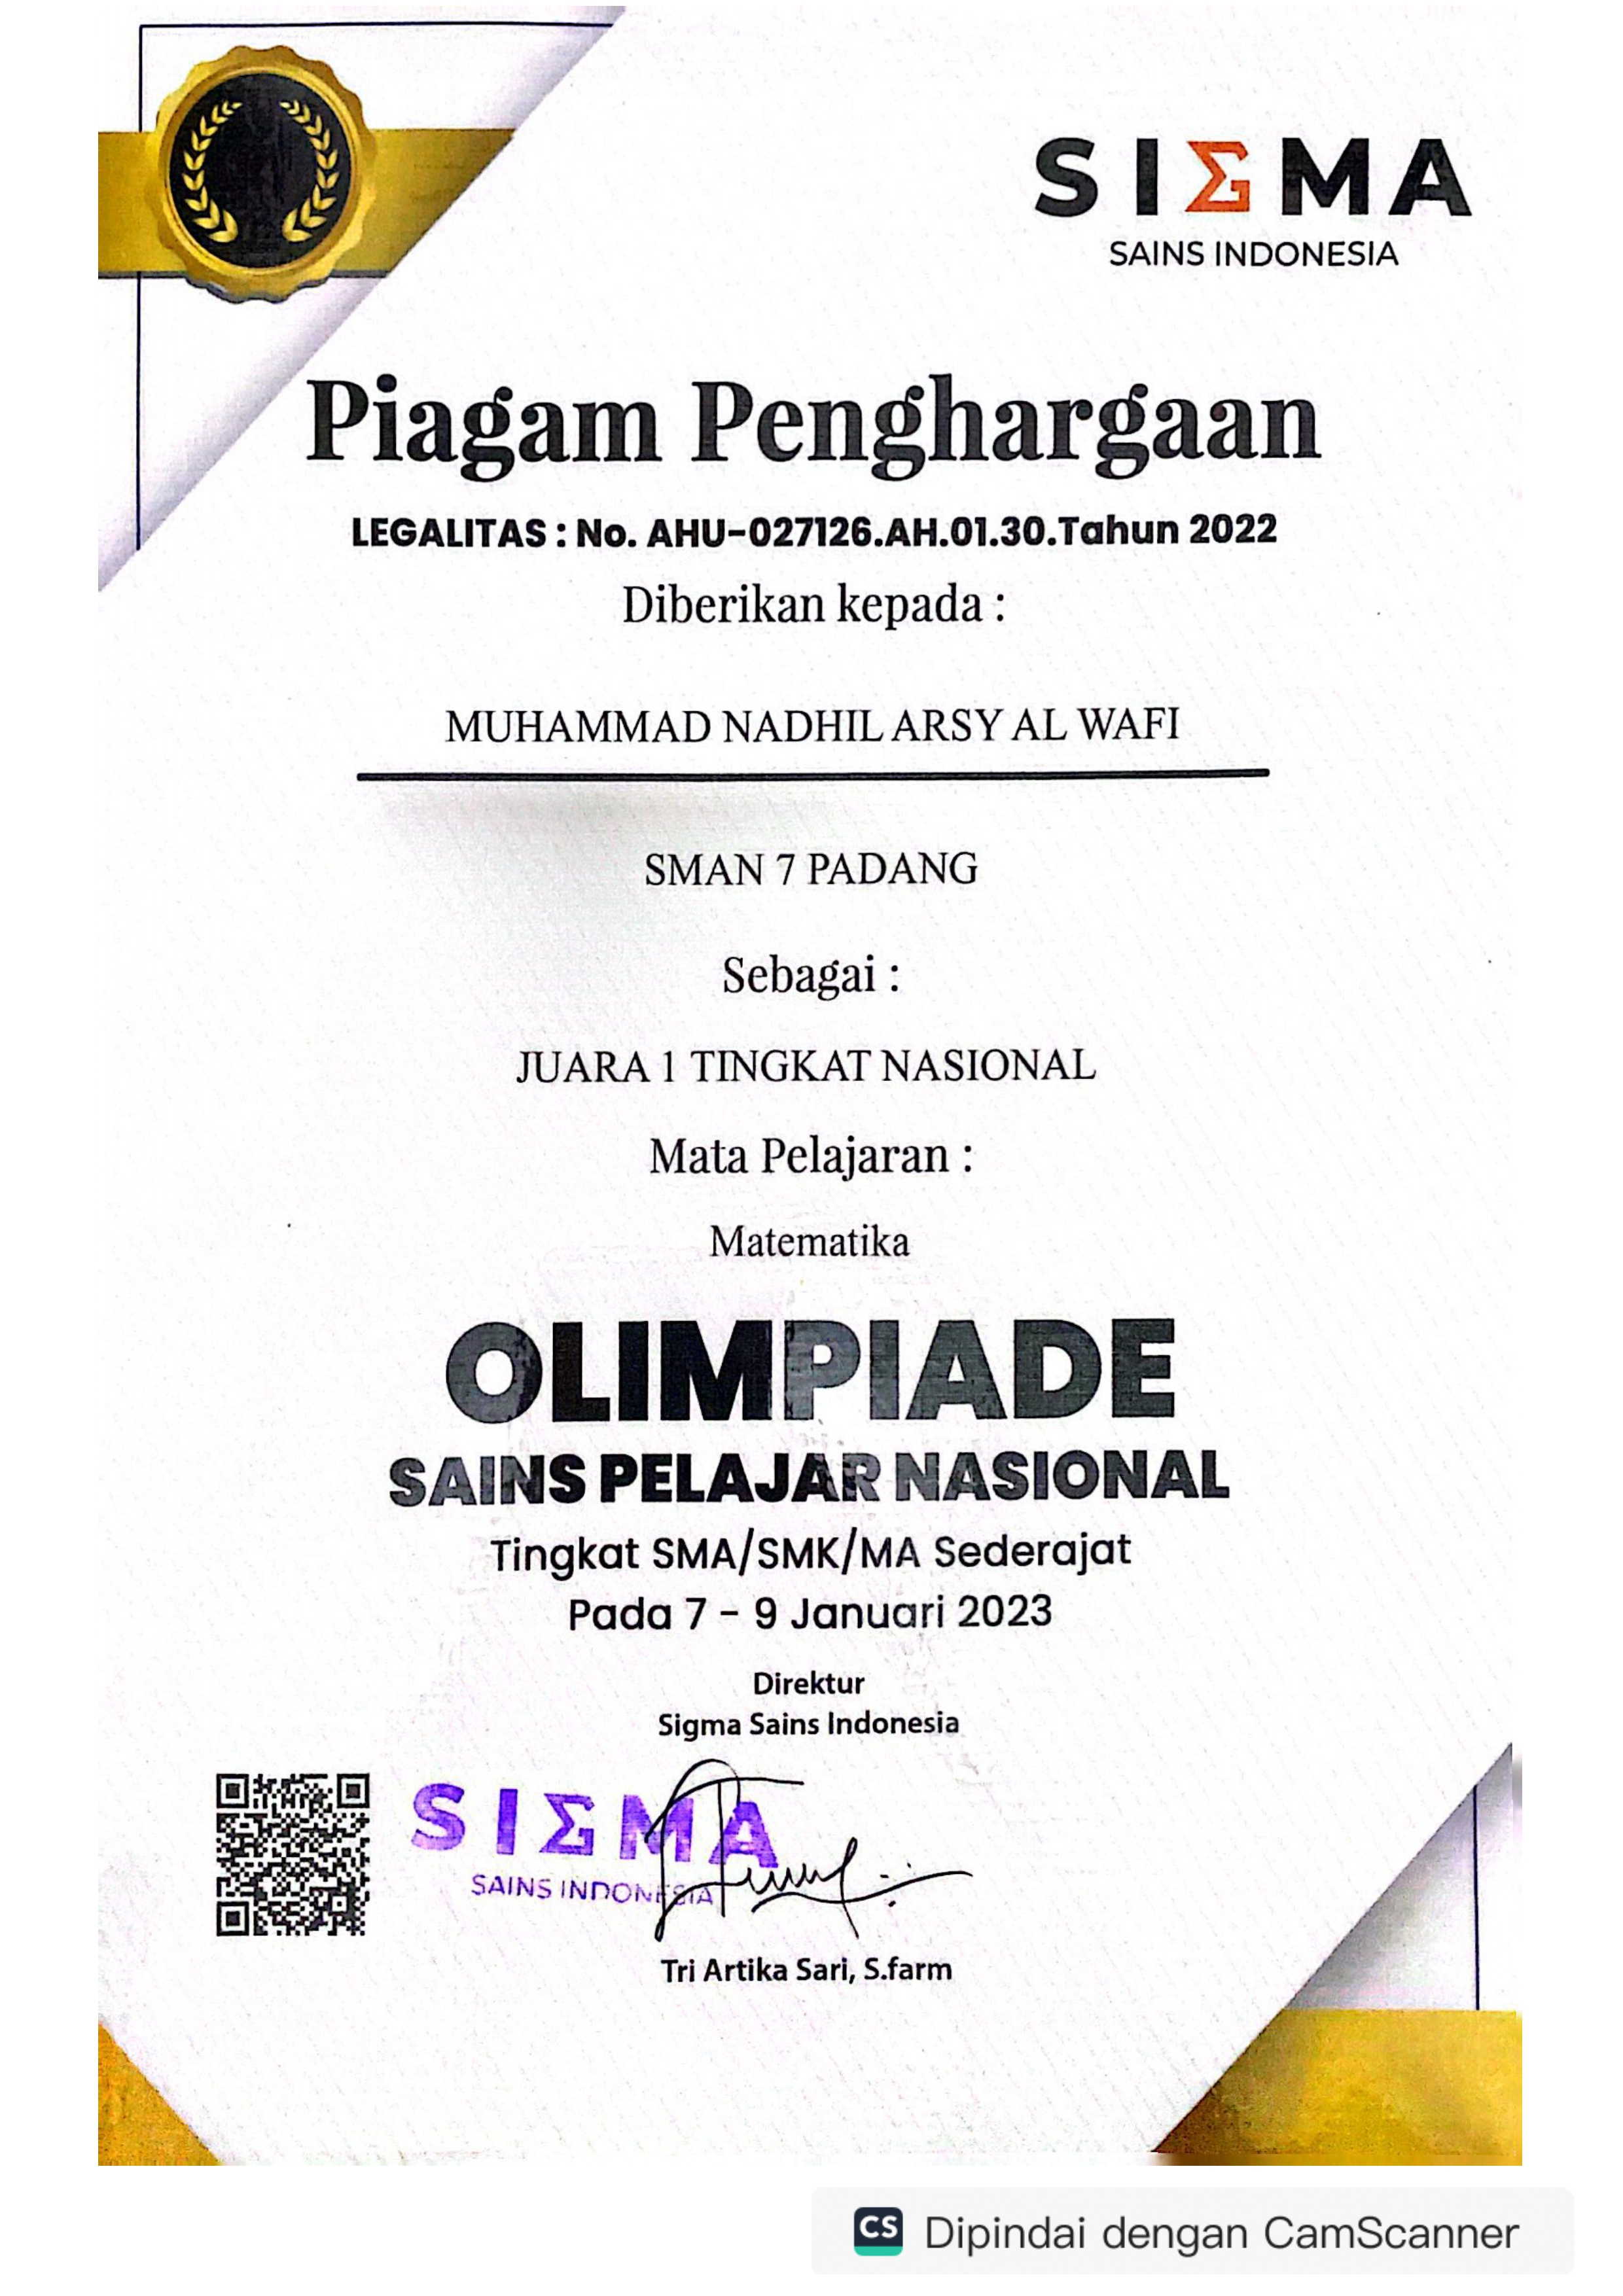 SIGMA
SAINS INDONESIA
Piagam Penghargaan
LEGALITAS : No. AHU-027126.AH.01.30.Tahun 2022
Diberikan kepada :
MUHAMMAD NADHIL ARSY AL WAFI
SMAN 7 PADANG
Sebagai :
JUARA 1 TINGKAT NASIONAL
Mata Pelajaran :
Matematika
OLIMPIADE
SAINS PELAJAR NASIONAL
Tingkat SMA/SMK/MA Sederajat
Pada 7 - 9 Januari 2023
Direktur
Sigma Sains Indonesia
SIGMA
SAINS INDONESIA
Tri Artika Sari, S.farm
CS Dipindai dengan CamScanner